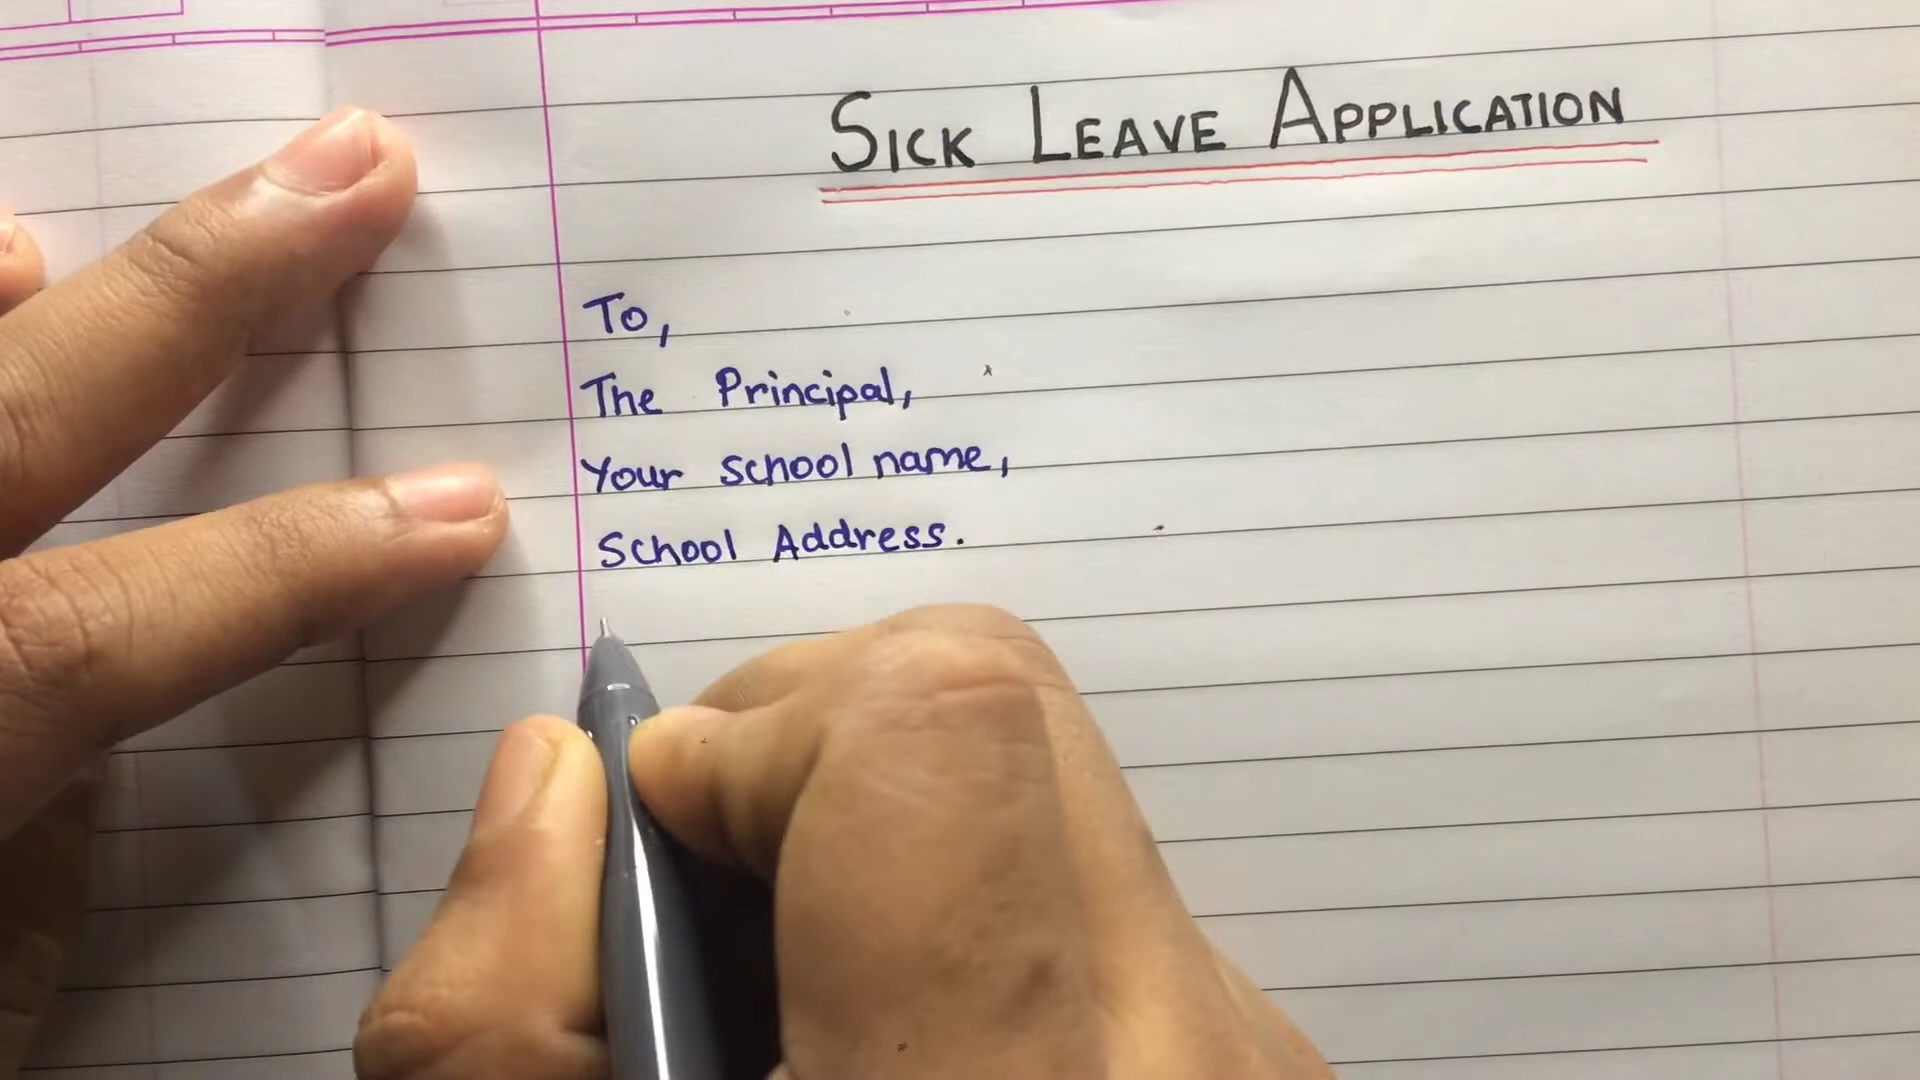 SICK LEAVE APPLICATION
To,
The Principal,
Your school name,
School Address.